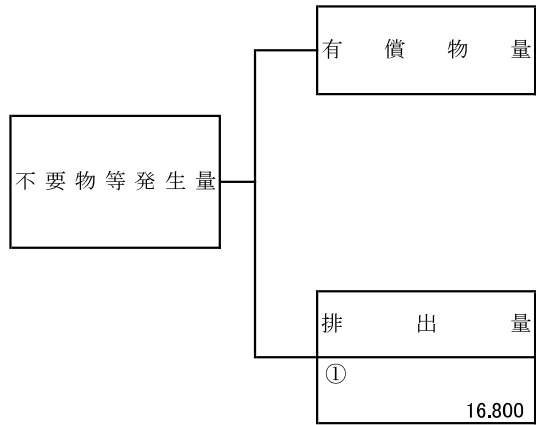 有償物量
不要物等発生量
排出量
①
16.800